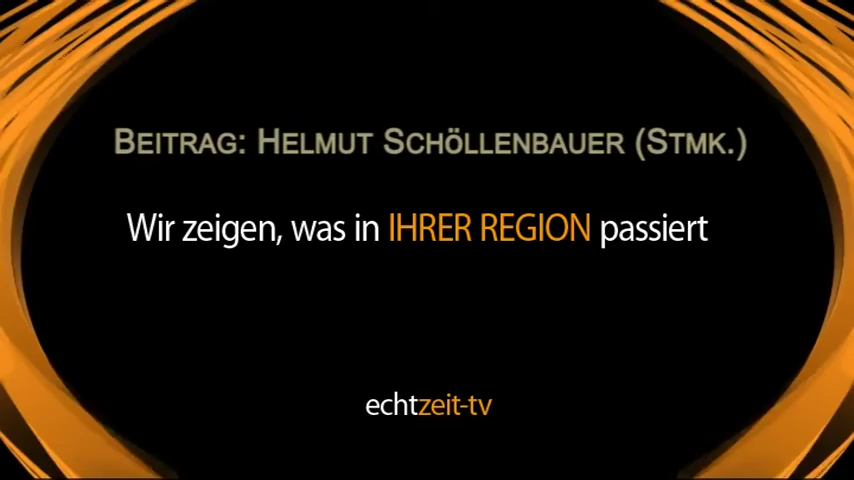 Beitrag: Helmut Schöllenbauer (Stmk.)
Wir zeigen, was in IHRER REGION passiert
echtzeit-tv